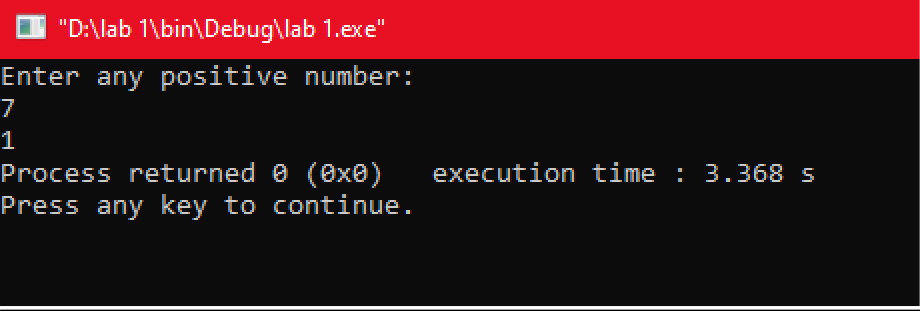 "D:\lab 1\bin\Debug\lab 1.exe"
Enter any positive number:
7
1
Process returned 0 (0x0)   execution time : 3.368 s
Press any key to continue.